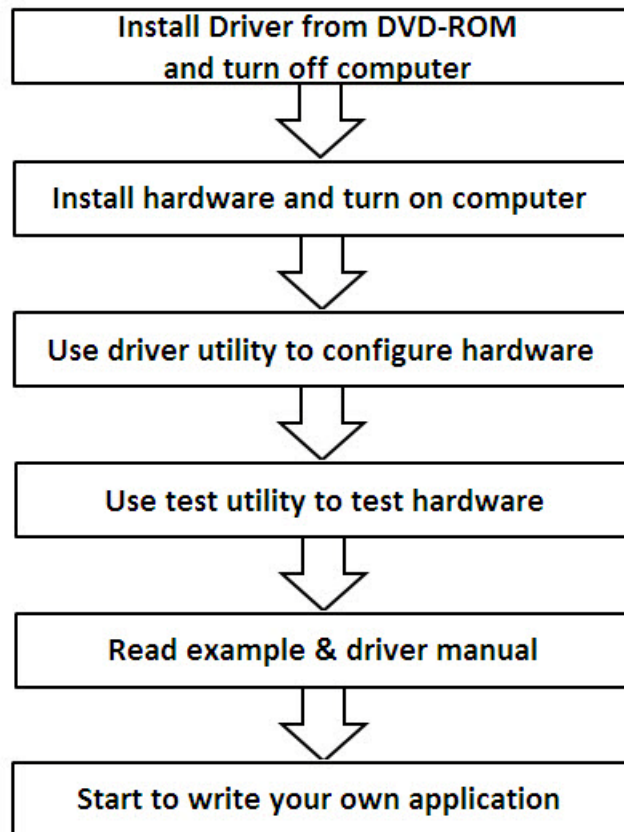 Install Driver from DVD-ROM
and turn off computer
Install hardware and turn on computer
Use driver utility to configure hardware
Use test utility to test hardware
Read example & driver manual
Start to write your own application